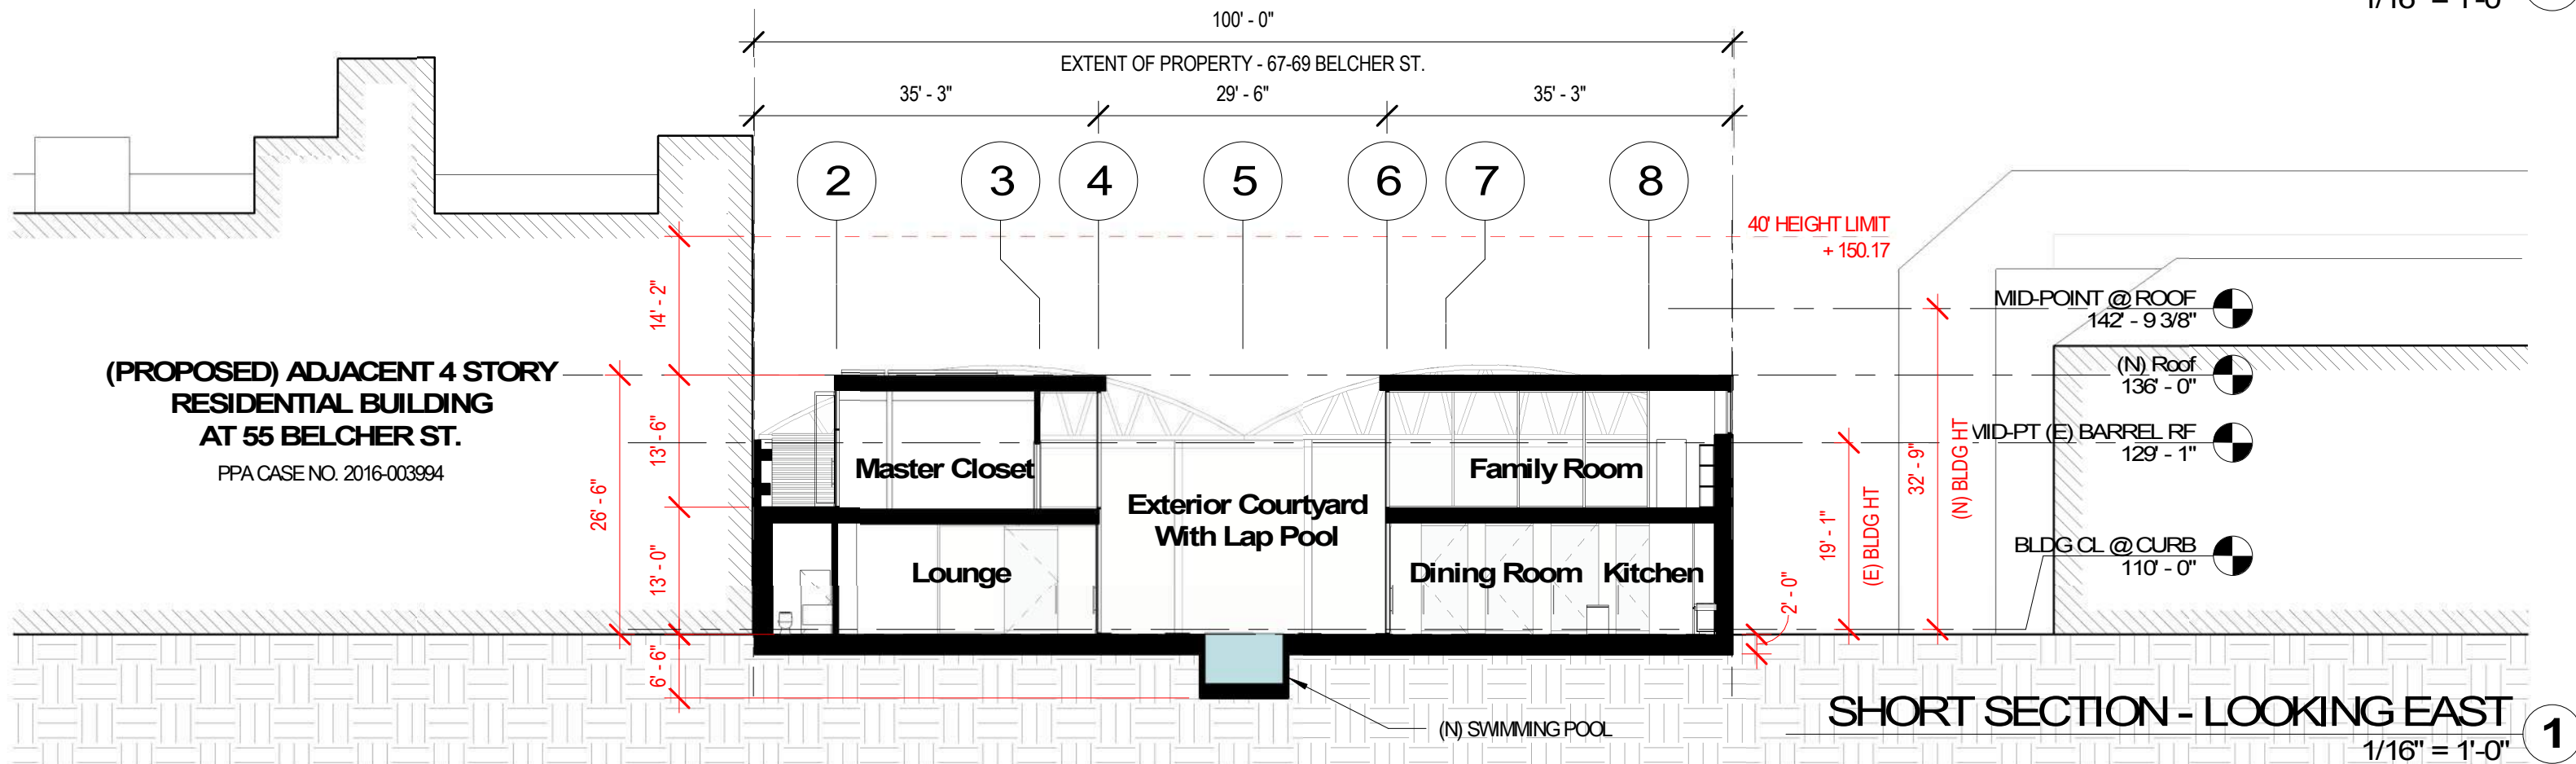 1/16" = 1'-0"
100' - 0"
EXTENT OF PROPERTY - 67-69 BELCHER ST.
35' - 3"
29' - 6"
35' - 3"
2
3
4
5
6
7
8
40' HEIGHT LIMIT
+ 150.17
14' - 2"
13' - 6"
26' - 6"
13' - 0"
6' - 6"
(PROPOSED) ADJACENT 4 STORY
RESIDENTIAL BUILDING
AT 55 BELCHER ST.
PPA CASE NO. 2016-003994
Master Closet
Lounge
Exterior Courtyard
With Lap Pool
Family Room
Dining Room
Kitchen
MID-POINT @ ROOF
142' - 9 3/8"
(N) Roof
136' - 0"
MID-PT (E) BARREL RF
129' - 1"
BLDG CL @ CURB
110' - 0"
32' - 9"
(N) BLDG HT
19' - 1"
(E) BLDG HT
2' - 0"
(N) SWIMMING POOL
SHORT SECTION - LOOKING EAST
1/16" = 1'-0"
1